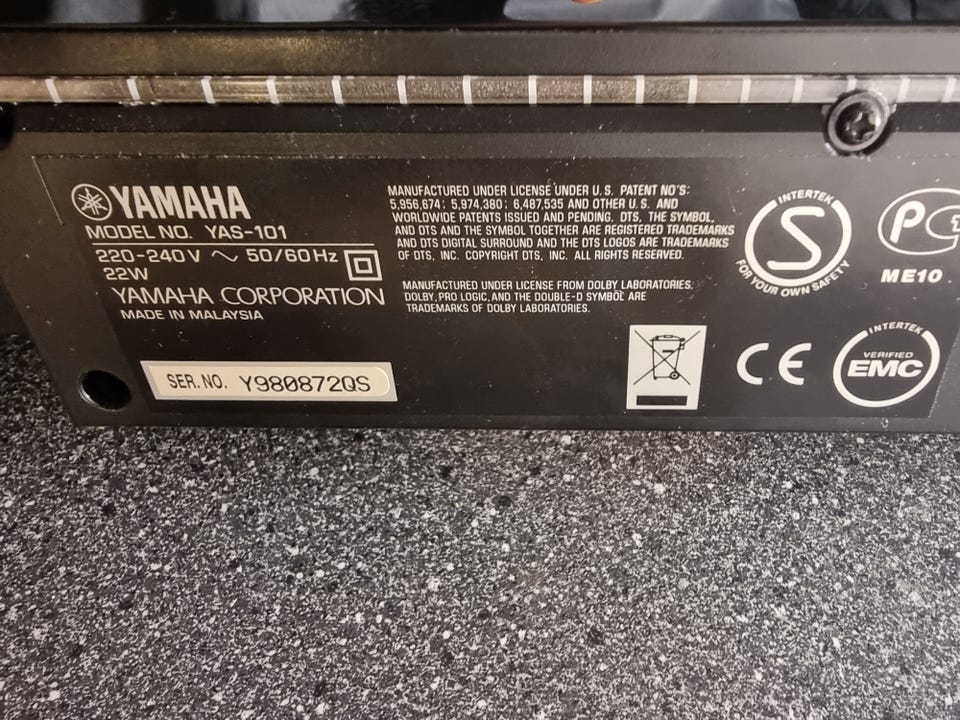 YAMAHA
MODEL NO. YAS-101
220-240V ~ 50/60Hz
22W
YAMAHA CORPORATION
MADE IN MALAYSIA
SER. NO. Y980872QS
MANUFACTURED UNDER LICENSE UNDER U.S. PATENT NO'S:
5,956,674; 5,974,380; 6,487,535 AND OTHER U.S. AND
WORLDWIDE PATENTS ISSUED AND PENDING. DTS, THE SYMBOL,
AND DTS AND THE SYMBOL TOGETHER ARE REGISTERED TRADEMARKS
AND DTS DIGITAL SURROUND AND THE DTS LOGOS ARE TRADEMARKS
OF DTS, INC. COPYRIGHT DTS, INC. ALL RIGHTS RESERVED.
MANUFACTURED UNDER LICENSE FROM DOLBY LABORATORIES.
DOLBY, PRO LOGIC, AND THE DOUBLE-D SYMBOL ARE
TRADEMARKS OF DOLBY LABORATORIES.
INTERTEK
S
FOR YOUR OWN SAFETY
ME10
CE
INTERTEK
VERIFIED
EMC